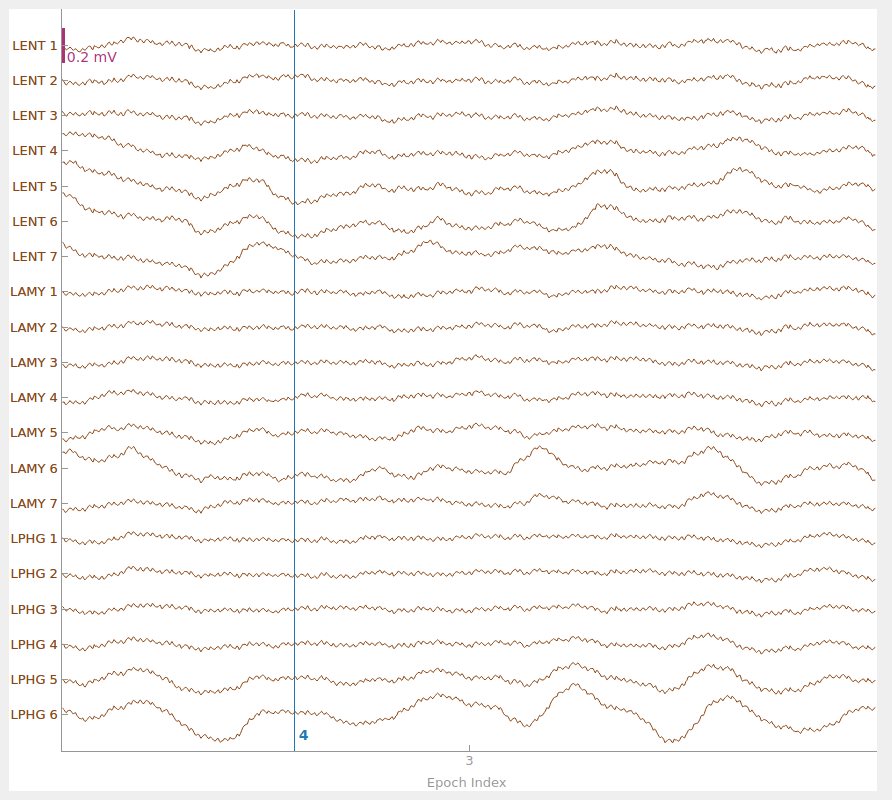 LENT 1
0.2 mV
LENT 2
LENT 3
LENT 4
LENT 5
LENT 6
LENT 7
LAMY 1
LAMY 2
LAMY 3
LAMY 4
LAMY 5
LAMY 6
LAMY 7
LPHG 1
LPHG 2
LPHG 3
LPHG 4
LPHG 5
LPHG 6
4
3
Epoch Index